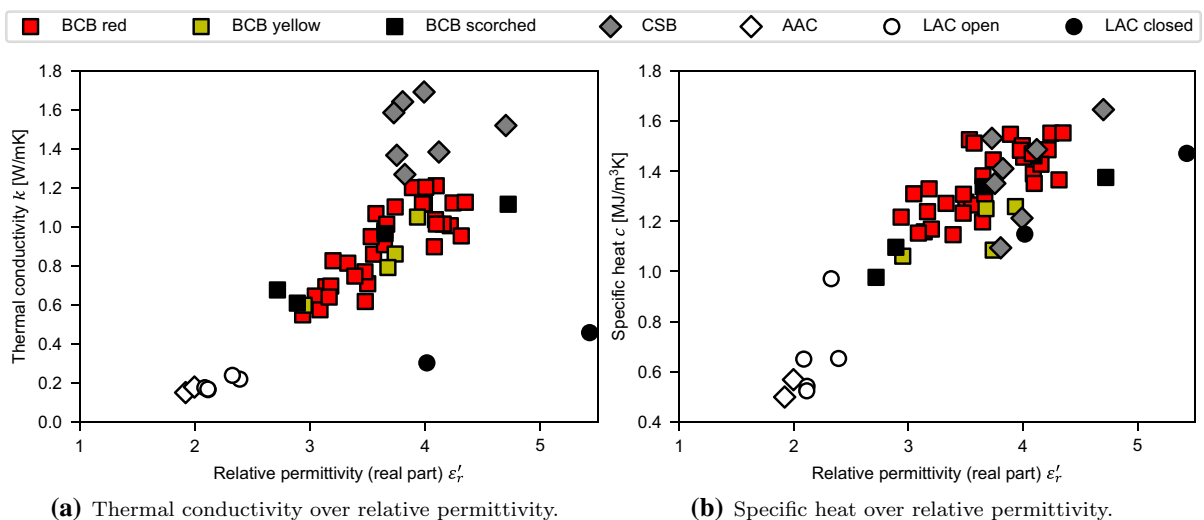 BCB red BCB yellow BCB scorched CSB AAC LAC open LAC closed
1.8
1.6
1.4
1.2
1.0
0.8
0.6
0.4
0.2
0.0
Thermal conductivity k [W/mK]
1 2 3 4 5
Relative permittivity (real part) ε′r
(a) Thermal conductivity over relative permittivity.
1.8
1.6
1.4
1.2
1.0
0.8
0.6
0.4
Specific heat c [MJ/m³K]
1 2 3 4 5
Relative permittivity (real part) ε′r
(b) Specific heat over relative permittivity.